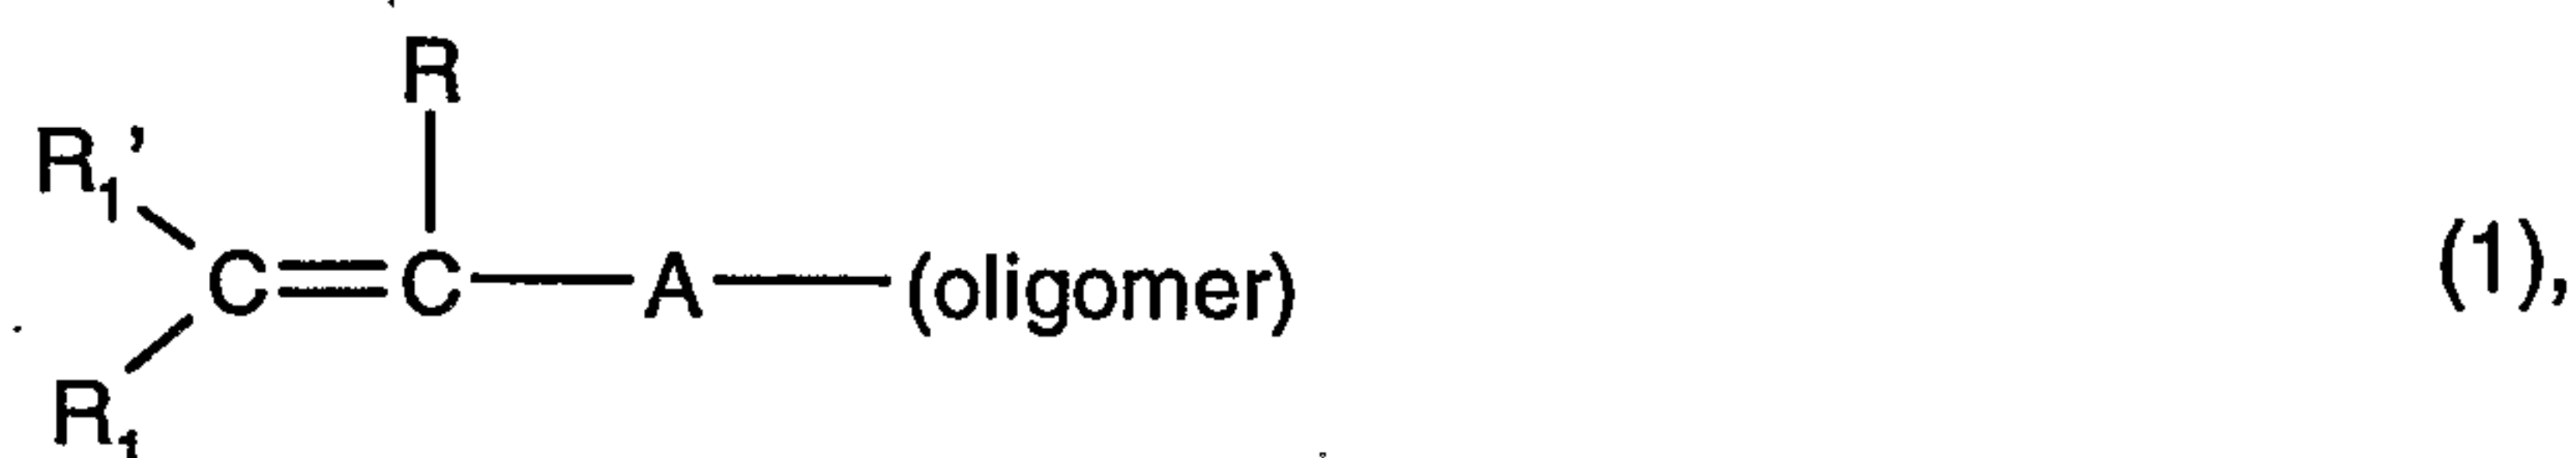 R
R₁’
C=C—A—(oligomer) (1),
R₁